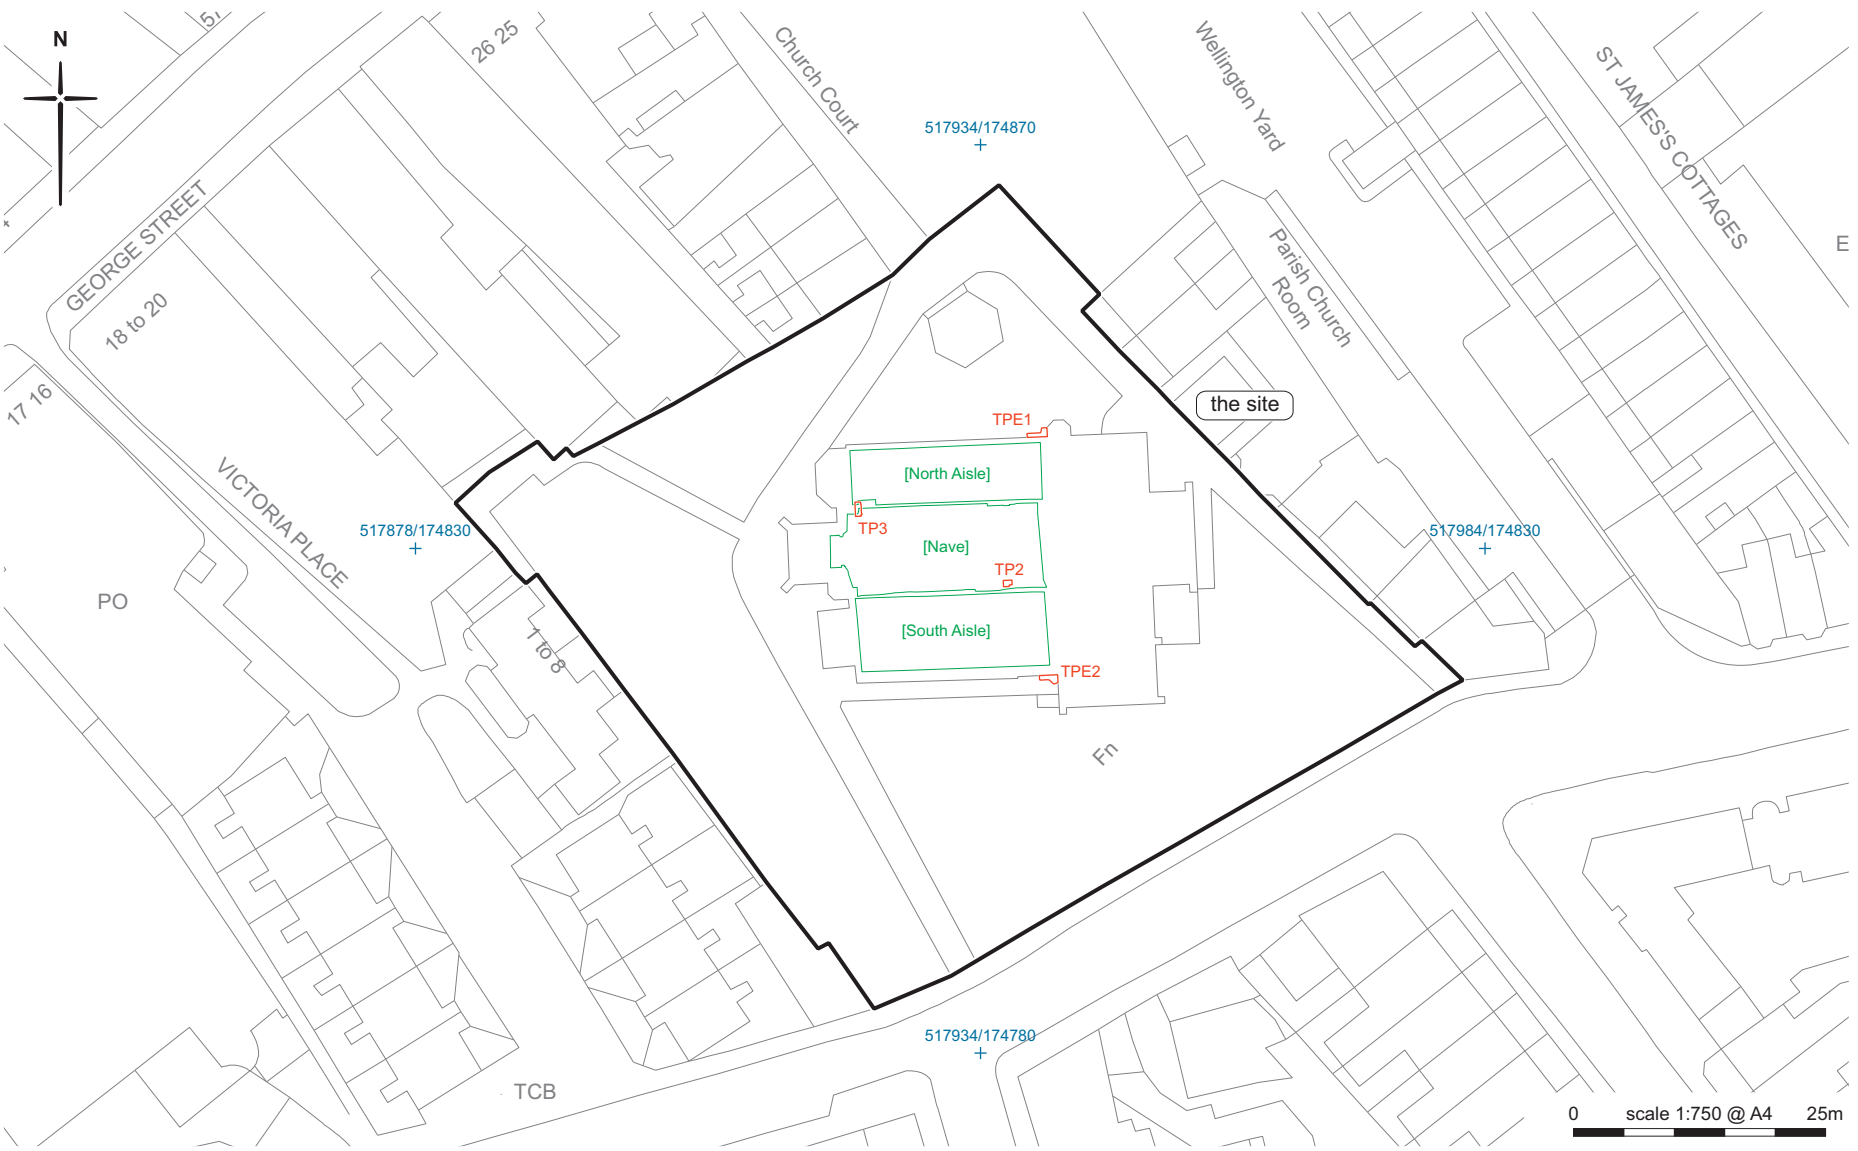 N
57
26 25
Church Court
Wellington Yard
ST JAMES'S COTTAGES
517934/174870
GEORGE STREET
18 to 20
Parish Church
Room
E
17 16
the site
TPE1
[North Aisle]
VICTORIA PLACE
517878/174830
TP3
[Nave]
517984/174830
TP2
PO
1 to 8
[South Aisle]
TPE2
Fn
517934/174780
TCB
0 scale 1:750 @ A4 25m